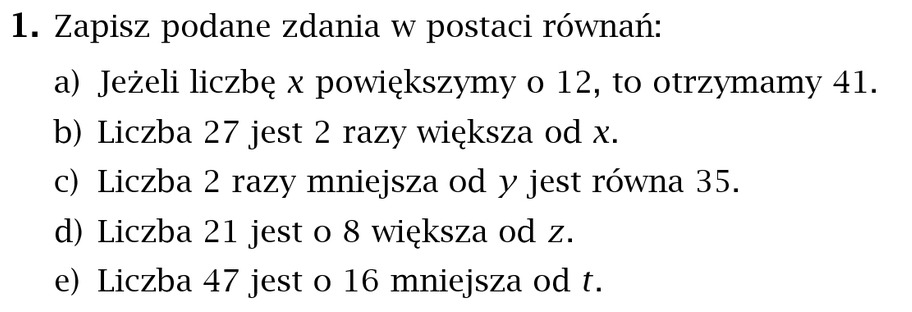 1. Zapisz podane zdania w postaci równań:
a) Jeżeli liczbę x powiększymy o 12, to otrzymamy 41.
b) Liczba 27 jest 2 razy większa od x.
c) Liczba 2 razy mniejsza od y jest równa 35.
d) Liczba 21 jest o 8 większa od z.
e) Liczba 47 jest o 16 mniejsza od t.